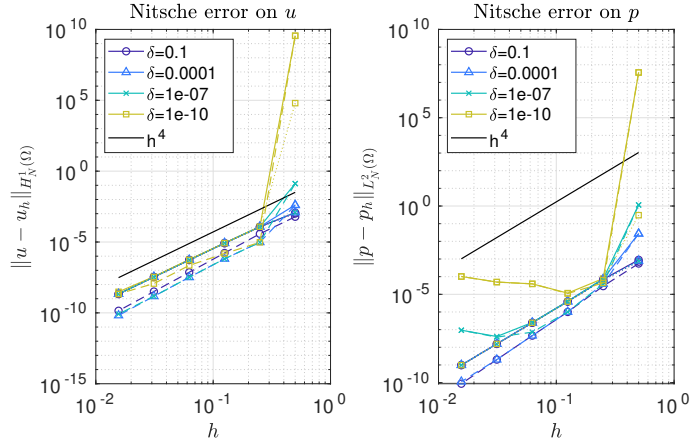 Nitsche error on u
10^10
10^5
10^0
10^-5
10^-10
10^-15
‖u − u_h‖_{H^1_N(Ω)}
δ=0.1
δ=0.0001
δ=1e-07
δ=1e-10
h^4
10^-2
10^-1
10^0
h
Nitsche error on p
10^10
10^5
10^0
10^-5
10^-10
‖p − p_h‖_{L^2_N(Ω)}
δ=0.1
δ=0.0001
δ=1e-07
δ=1e-10
h^4
10^-2
10^-1
10^0
h